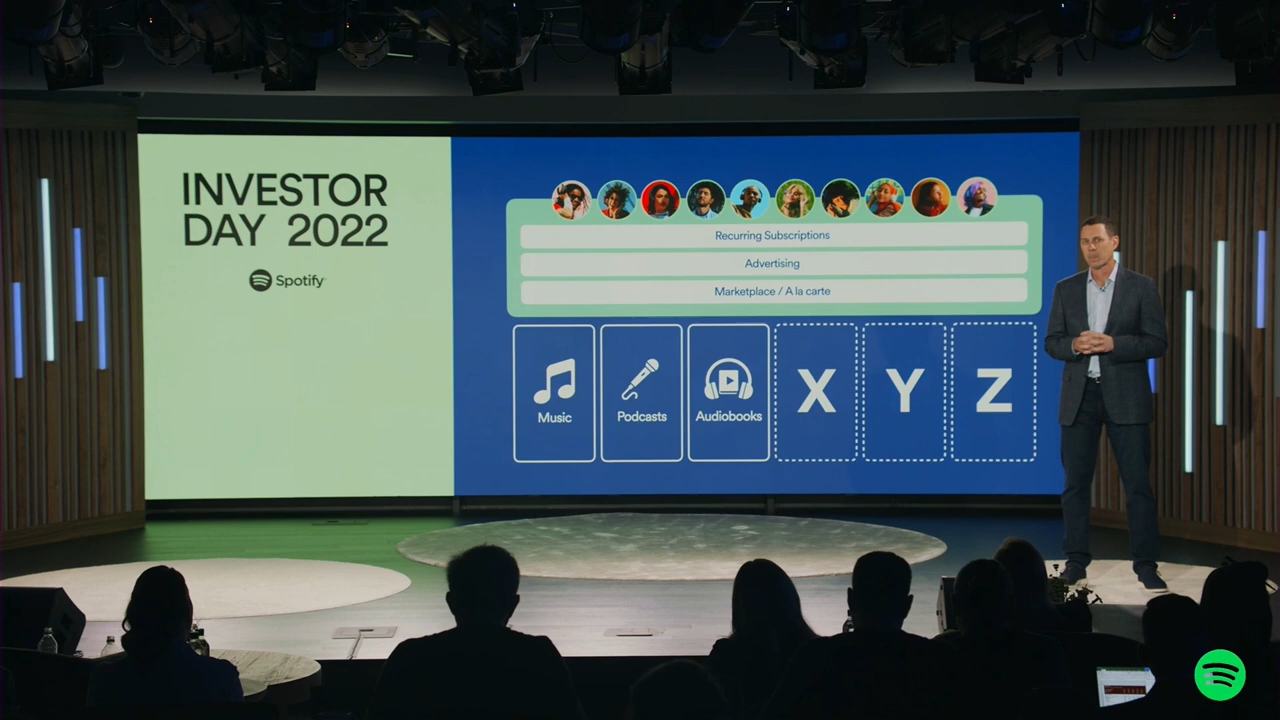 INVESTOR
DAY 2022
Spotify
Recurring Subscriptions
Advertising
Marketplace / A la carte
Music
Podcasts
Audiobooks
X
Y
Z